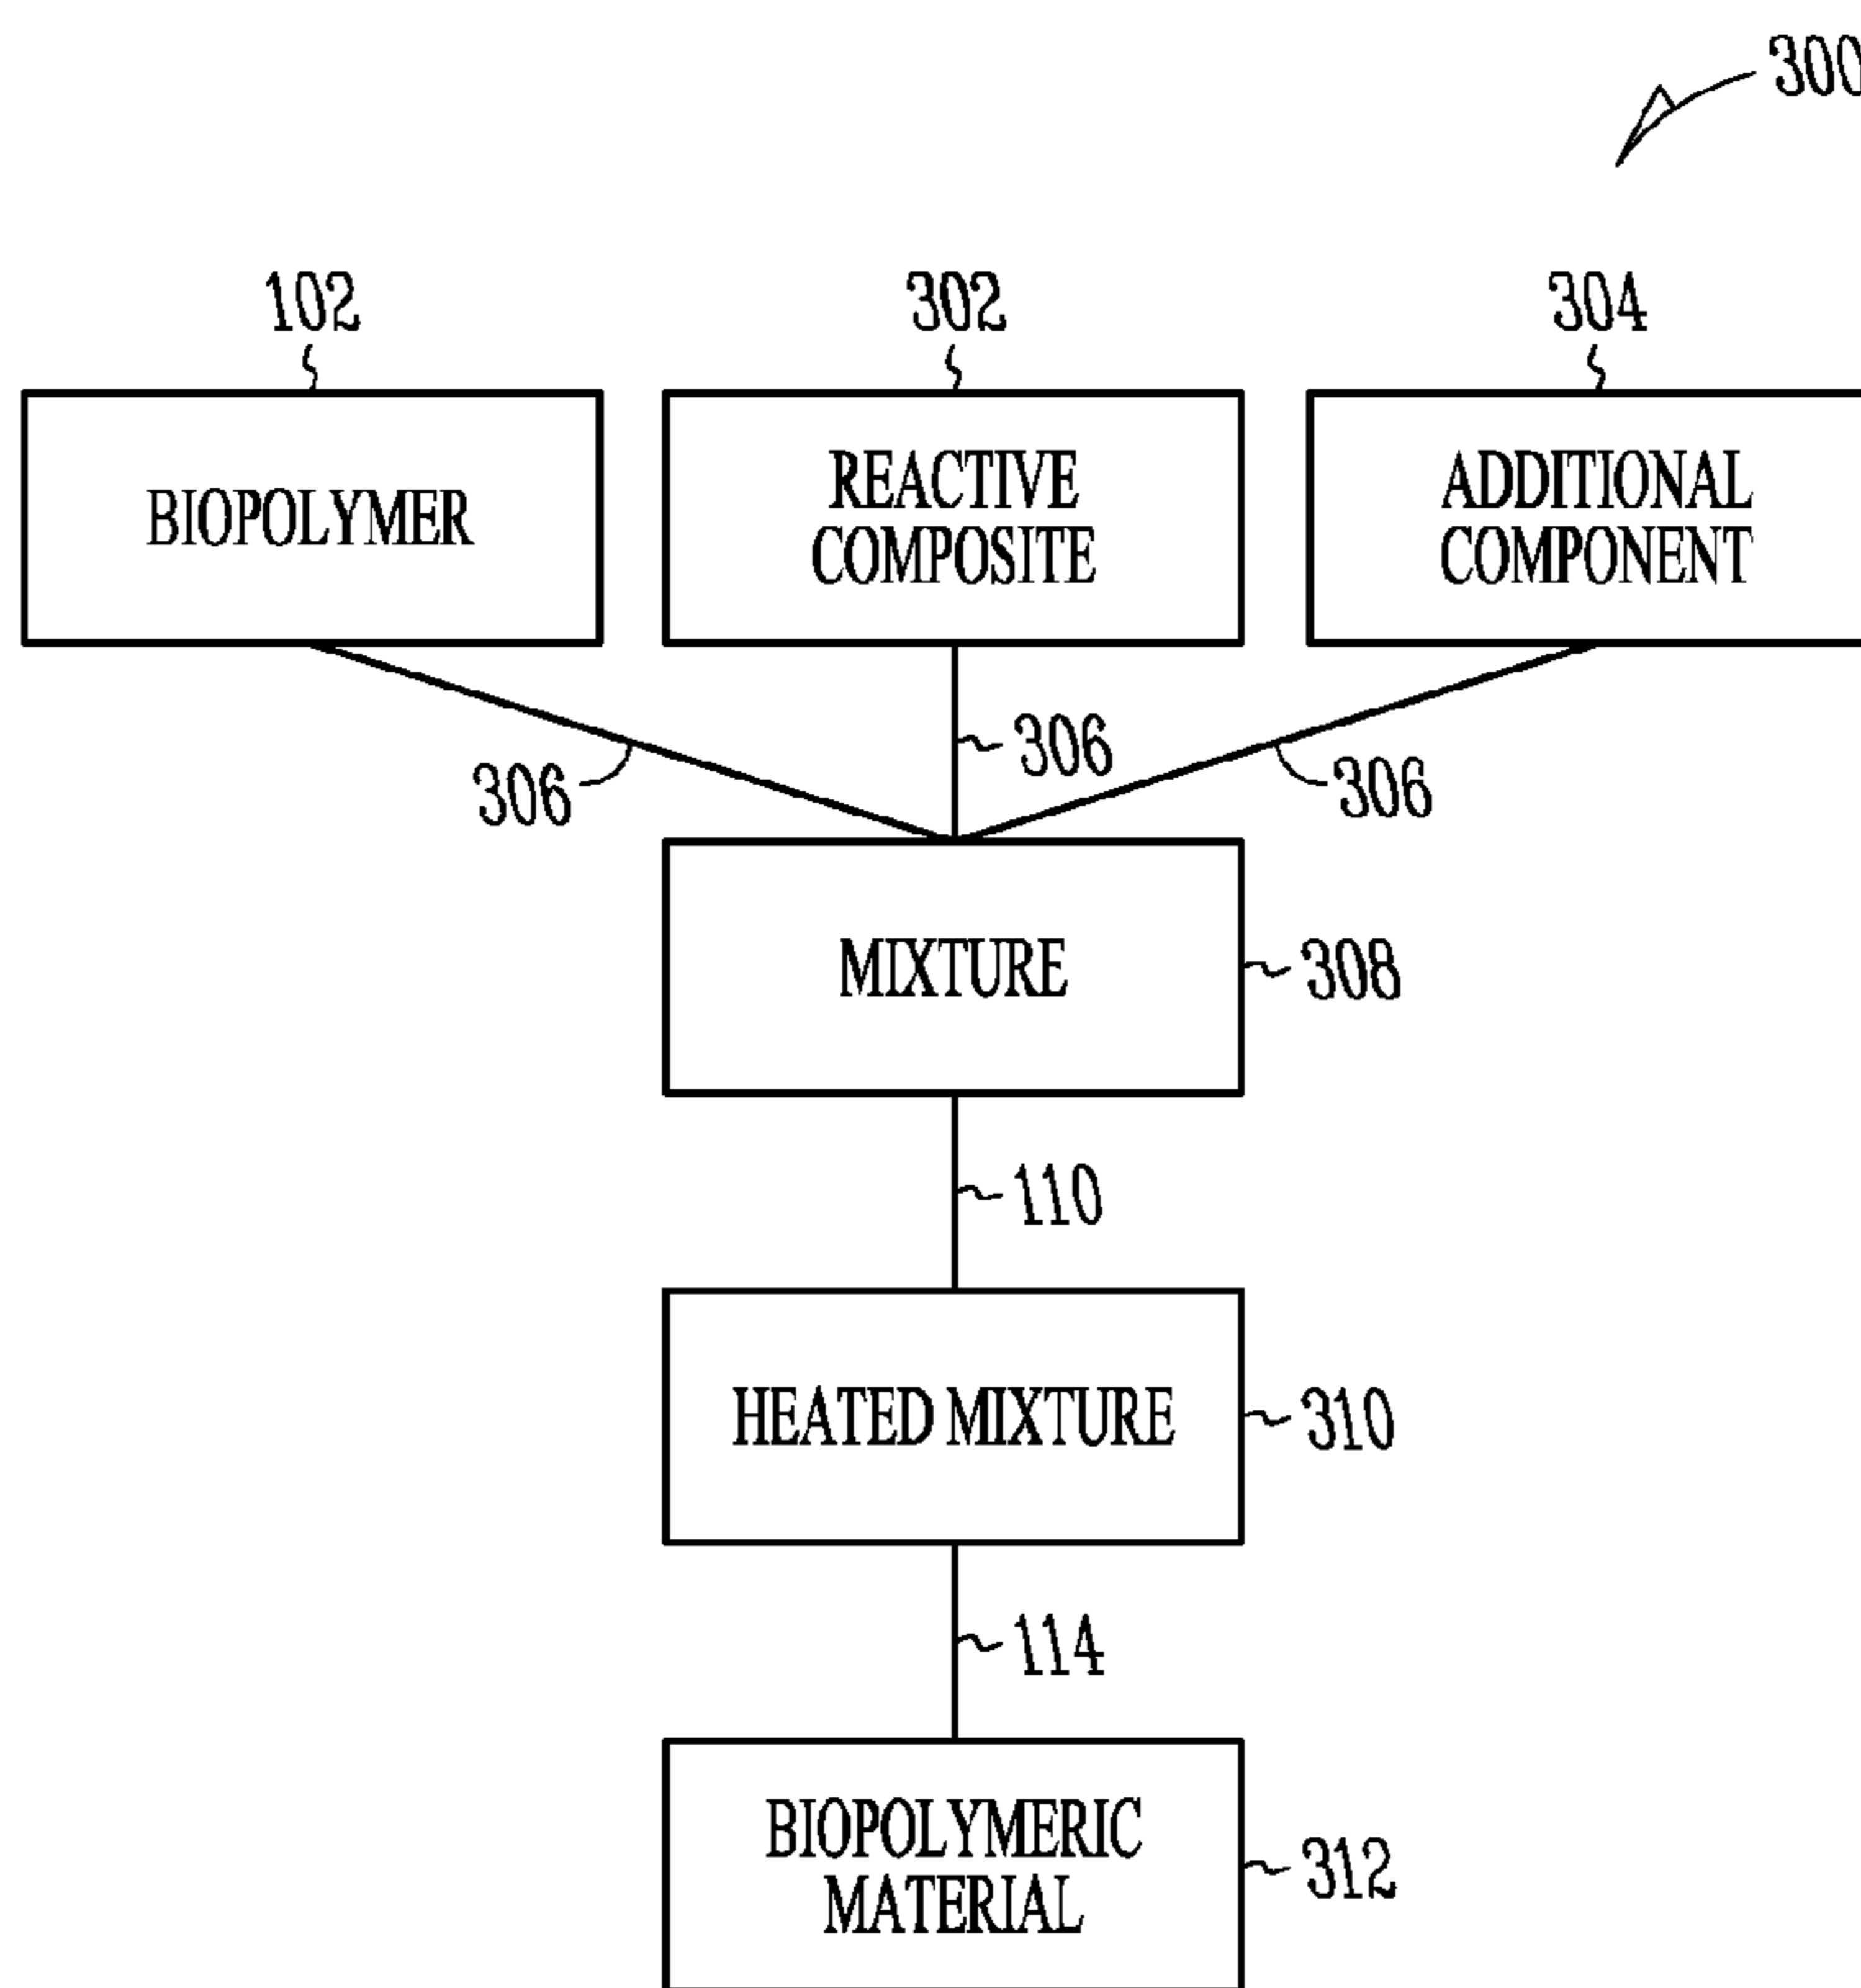 300
102
302
304
BIOPOLYMER
REACTIVE
COMPOSITE
ADDITIONAL
COMPONENT
306
306
306
MIXTURE
308
110
HEATED MIXTURE
310
114
BIOPOLYMERIC
MATERIAL
312